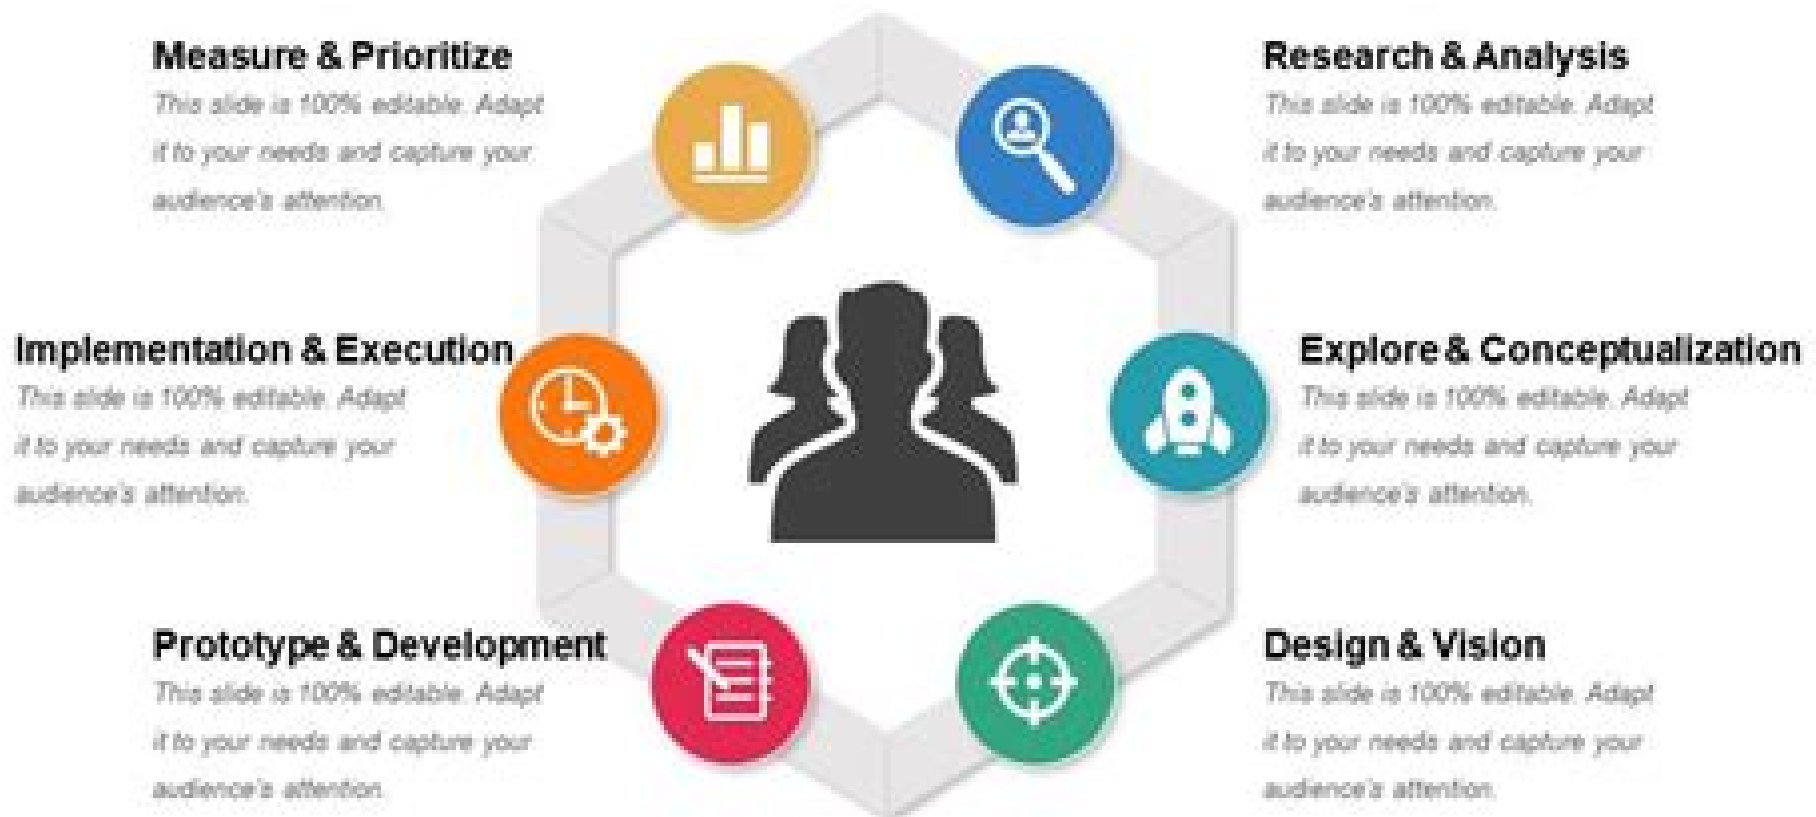 Measure & Prioritize
This slide is 100% editable. Adapt
it to your needs and capture your
audience's attention.
Research & Analysis
This slide is 100% editable. Adapt
it to your needs and capture your
audience's attention.
Implementation & Execution
This slide is 100% editable. Adapt
it to your needs and capture your
audience's attention.
Explore & Conceptualization
This slide is 100% editable. Adapt
it to your needs and capture your
audience's attention.
Prototype & Development
This slide is 100% editable. Adapt
it to your needs and capture your
audience's attention.
Design & Vision
This slide is 100% editable. Adapt
it to your needs and capture your
audience's attention.